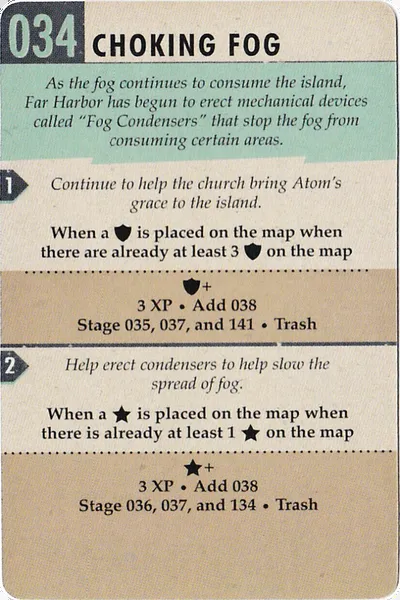 034 CHOKING FOG
As the fog continues to consume the island,
Far Harbor has begun to erect mechanical devices
called “Fog Condensers” that stop the fog from
consuming certain areas.
1
Continue to help the church bring Atom’s
grace to the island.
When a is placed on the map when
there are already at least 3 on the map
+
3 XP • Add 038
Stage 035, 037, and 141 • Trash
2
Help erect condensers to help slow the
spread of fog.
When a ★ is placed on the map when
there is already at least 1 ★ on the map
★+
3 XP • Add 038
Stage 036, 037, and 134 • Trash